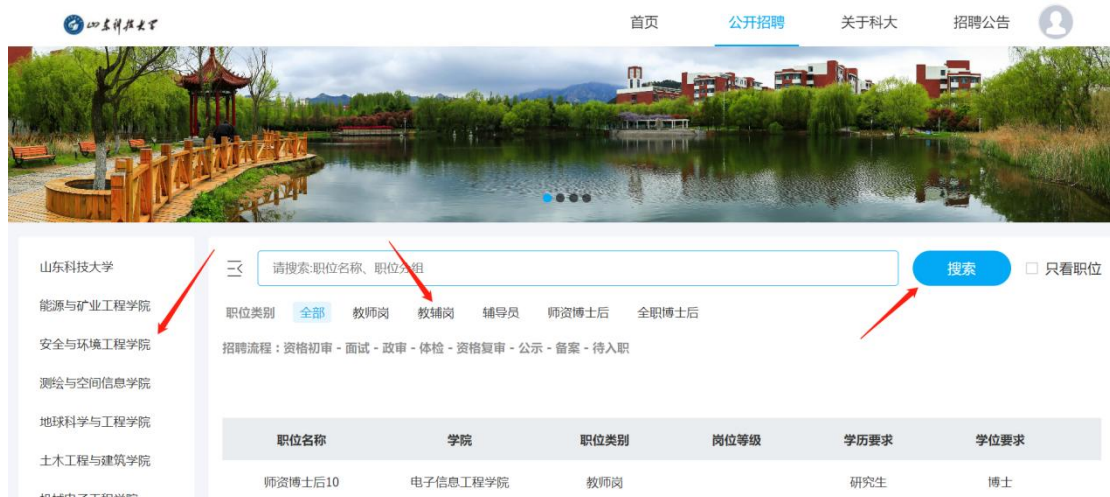 山东科技大学
首页 公开招聘 关于科大 招聘公告
山东科技大学
能源与矿业工程学院
安全与环境工程学院
测绘与空间信息学院
地球科学与工程学院
土木工程与建筑学院
请搜索:职位名称、职位分组
搜索 只看职位
职位类别 全部 教师岗 教辅岗 辅导员 师资博士后 全职博士后
招聘流程：资格初审 - 面试 - 政审 - 体检 - 资格复审 - 公示 - 备案 - 待入职
职位名称 学院 职位类别 岗位等级 学历要求 学位要求
师资博士后10 电子信息工程学院 教师岗 研究生 博士